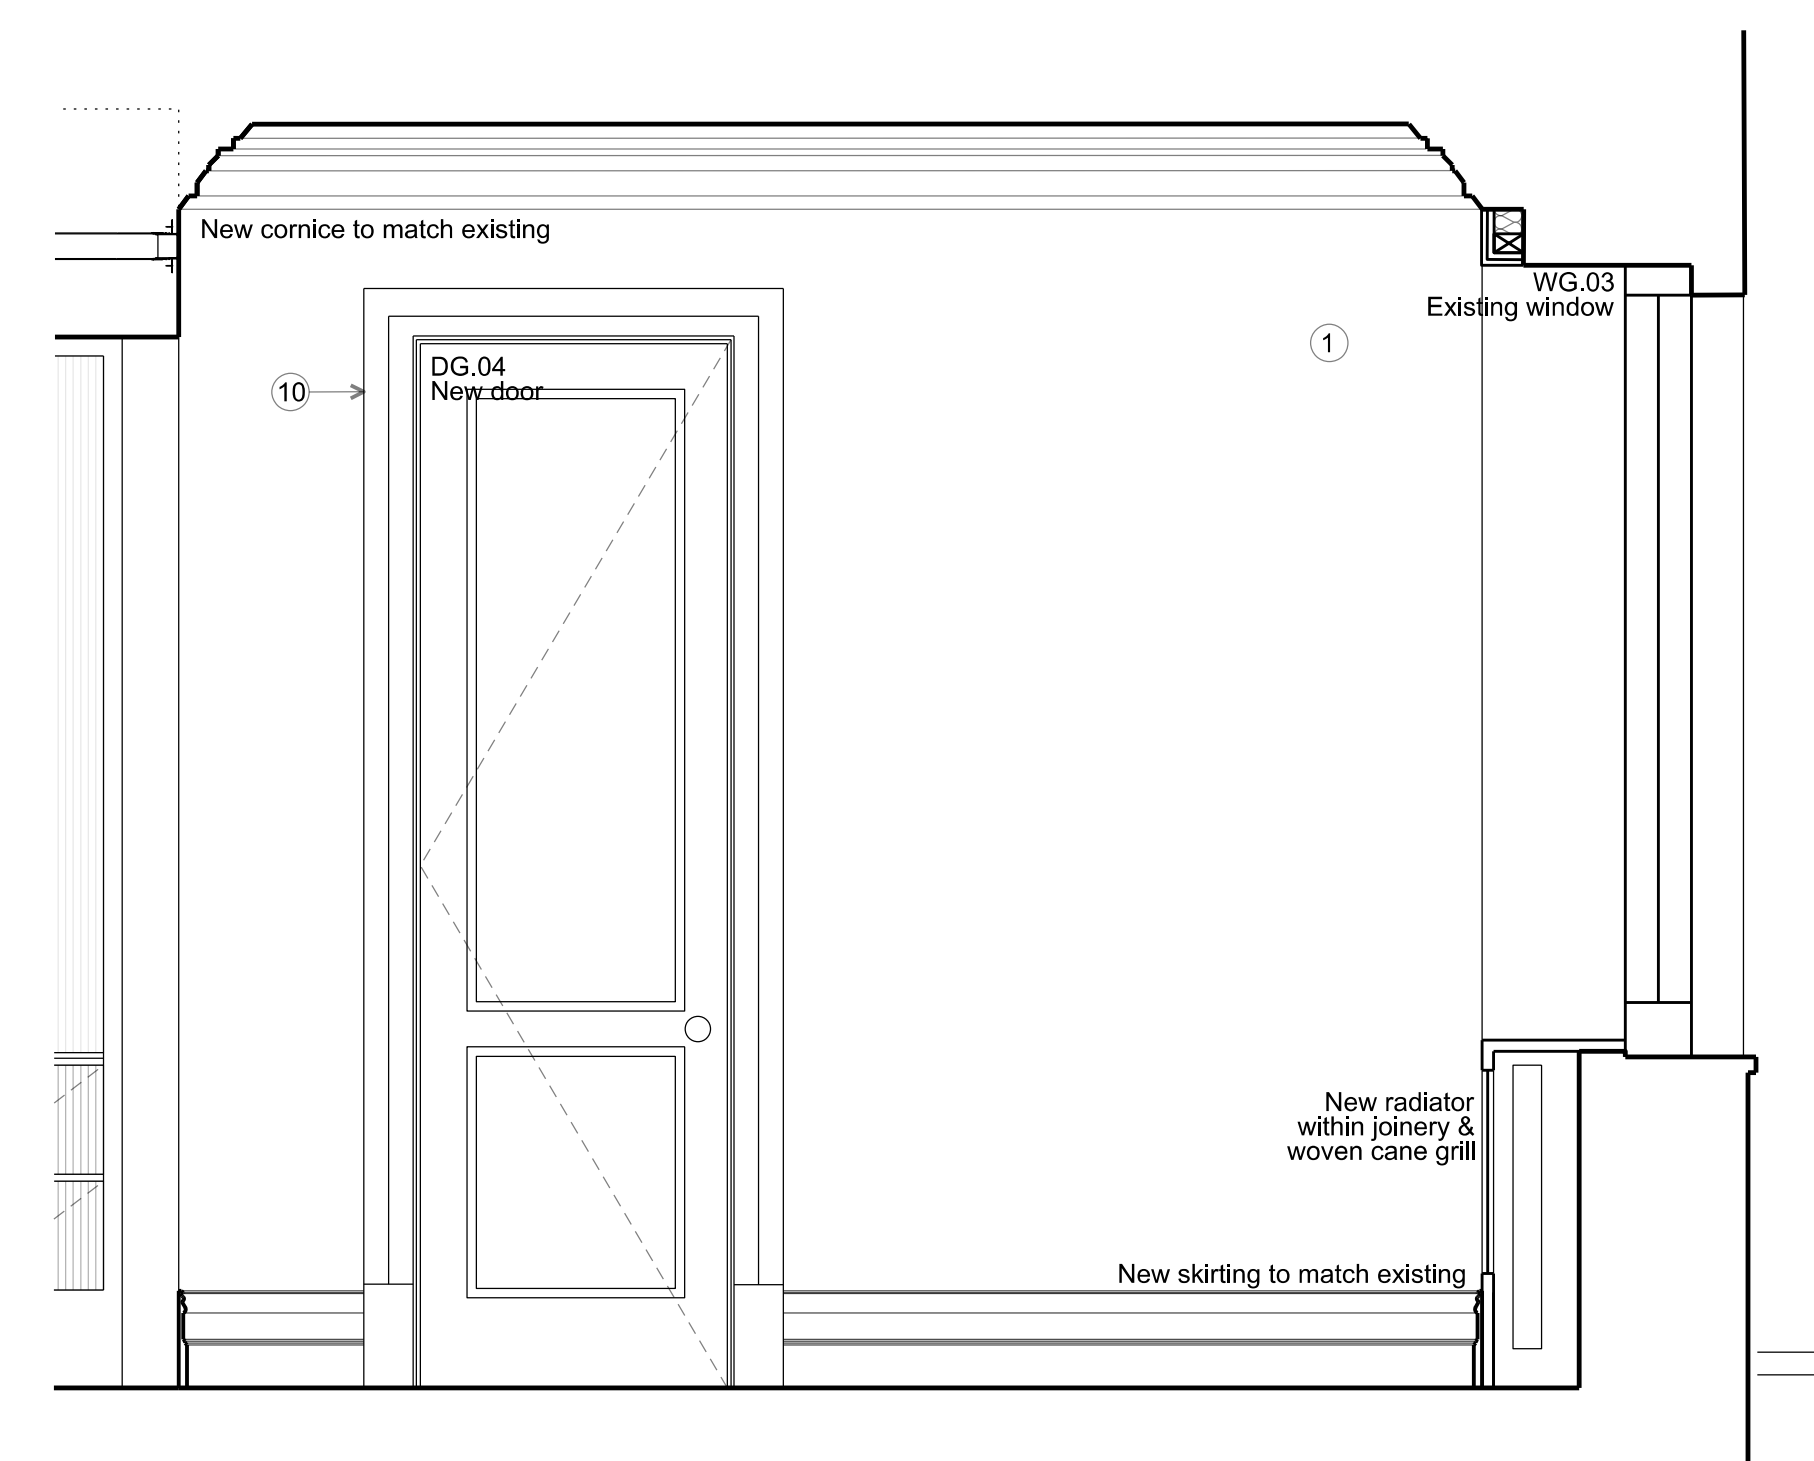 New cornice to match existing
WG.03
Existing window
1
DG.04
New door
10
New radiator
within joinery &
woven cane grill
New skirting to match existing